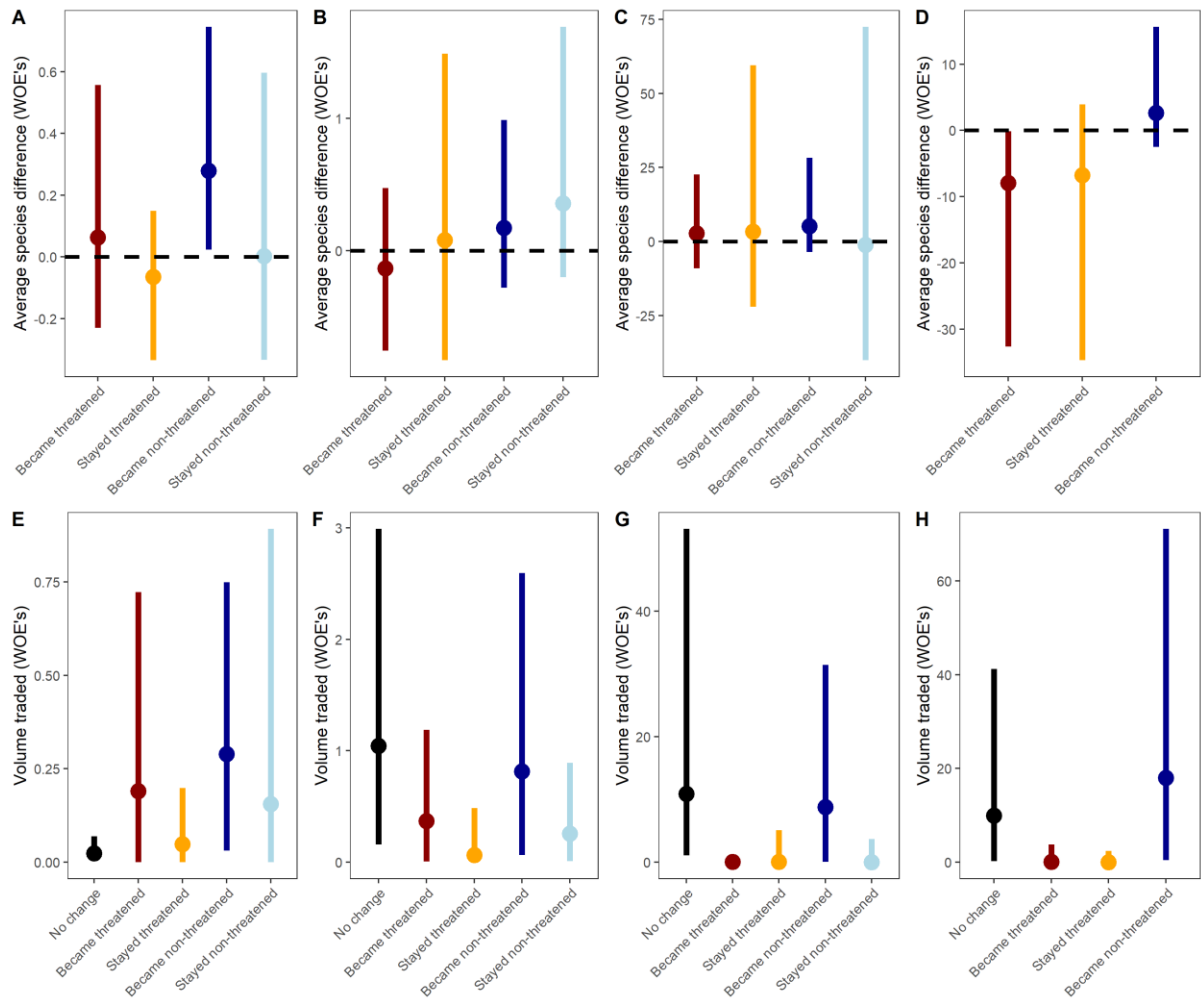 A
Average species difference (WOE's)
0.6
0.4
0.2
0.0
-0.2
Became threatened
Stayed threatened
Became non-threatened
Stayed non-threatened
B
Average species difference (WOE's)
1
0
Became threatened
Stayed threatened
Became non-threatened
Stayed non-threatened
C
Average species difference (WOE's)
75
50
25
0
-25
Became threatened
Stayed threatened
Became non-threatened
Stayed non-threatened
D
Average species difference (WOE's)
10
0
-10
-20
-30
Became threatened
Stayed threatened
Became non-threatened
E
Volume traded (WOE's)
0.75
0.50
0.25
0.00
No change
Became threatened
Stayed threatened
Became non-threatened
Stayed non-threatened
F
Volume traded (WOE's)
3
2
1
0
No change
Became threatened
Stayed threatened
Became non-threatened
Stayed non-threatened
G
Volume traded (WOE's)
40
20
0
No change
Became threatened
Stayed threatened
Became non-threatened
Stayed non-threatened
H
Volume traded (WOE's)
60
40
20
0
No change
Became threatened
Stayed threatened
Became non-threatened